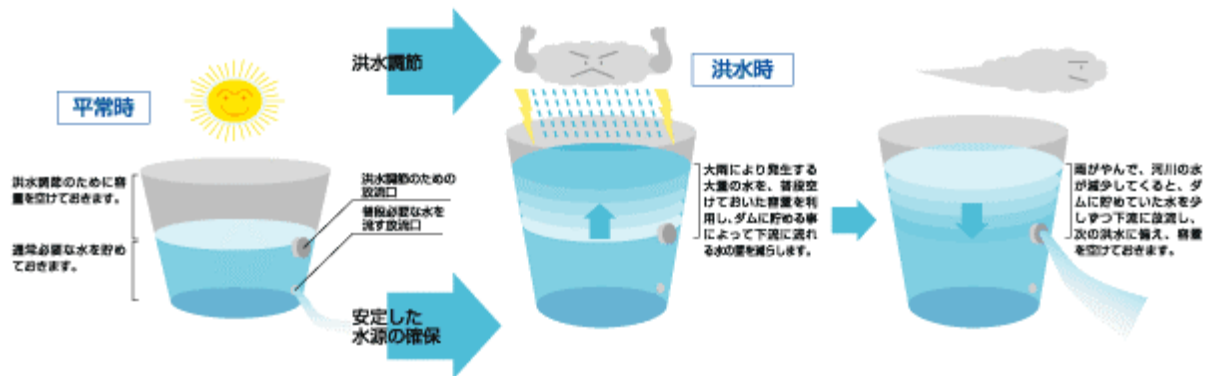 平常時
洪水調節のために容
量を空けておきます。
通常必要な水を貯め
ておきます。
洪水調節のための
放流口
普段必要な水を
流す放流口
洪水調節
安定した
水源の確保
洪水時
大雨により発生する
大量の水を、普段空
けておいた容量を利
用し、ダムに貯める事
によって下流に流れ
る水の量を減らします。
雨がやんで、河川の水
が減少してくると、ダ
ムに貯めていた水を少
しずつ下流に放流し、
次の洪水に備え、容量
を空けておきます。